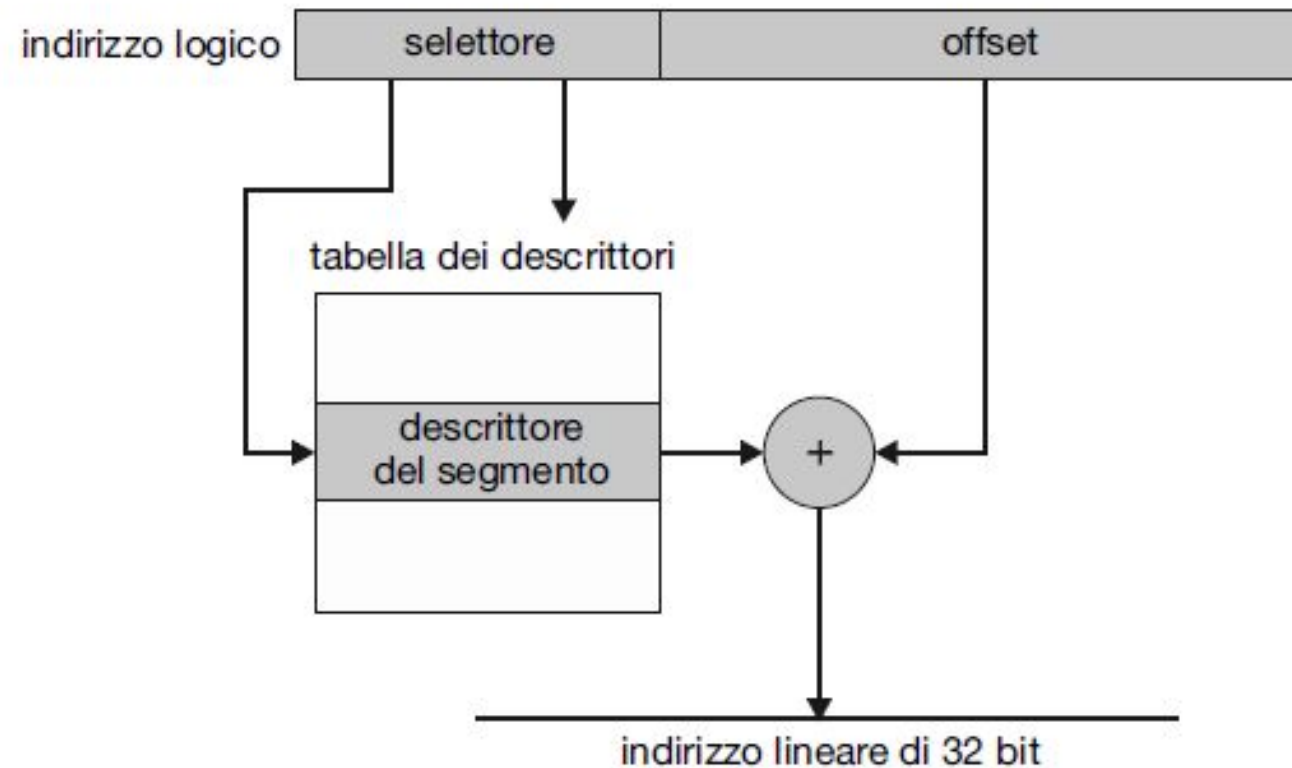 indirizzo logico
selettore
offset
tabella dei descrittori
descrittore
del segmento
+
indirizzo lineare di 32 bit